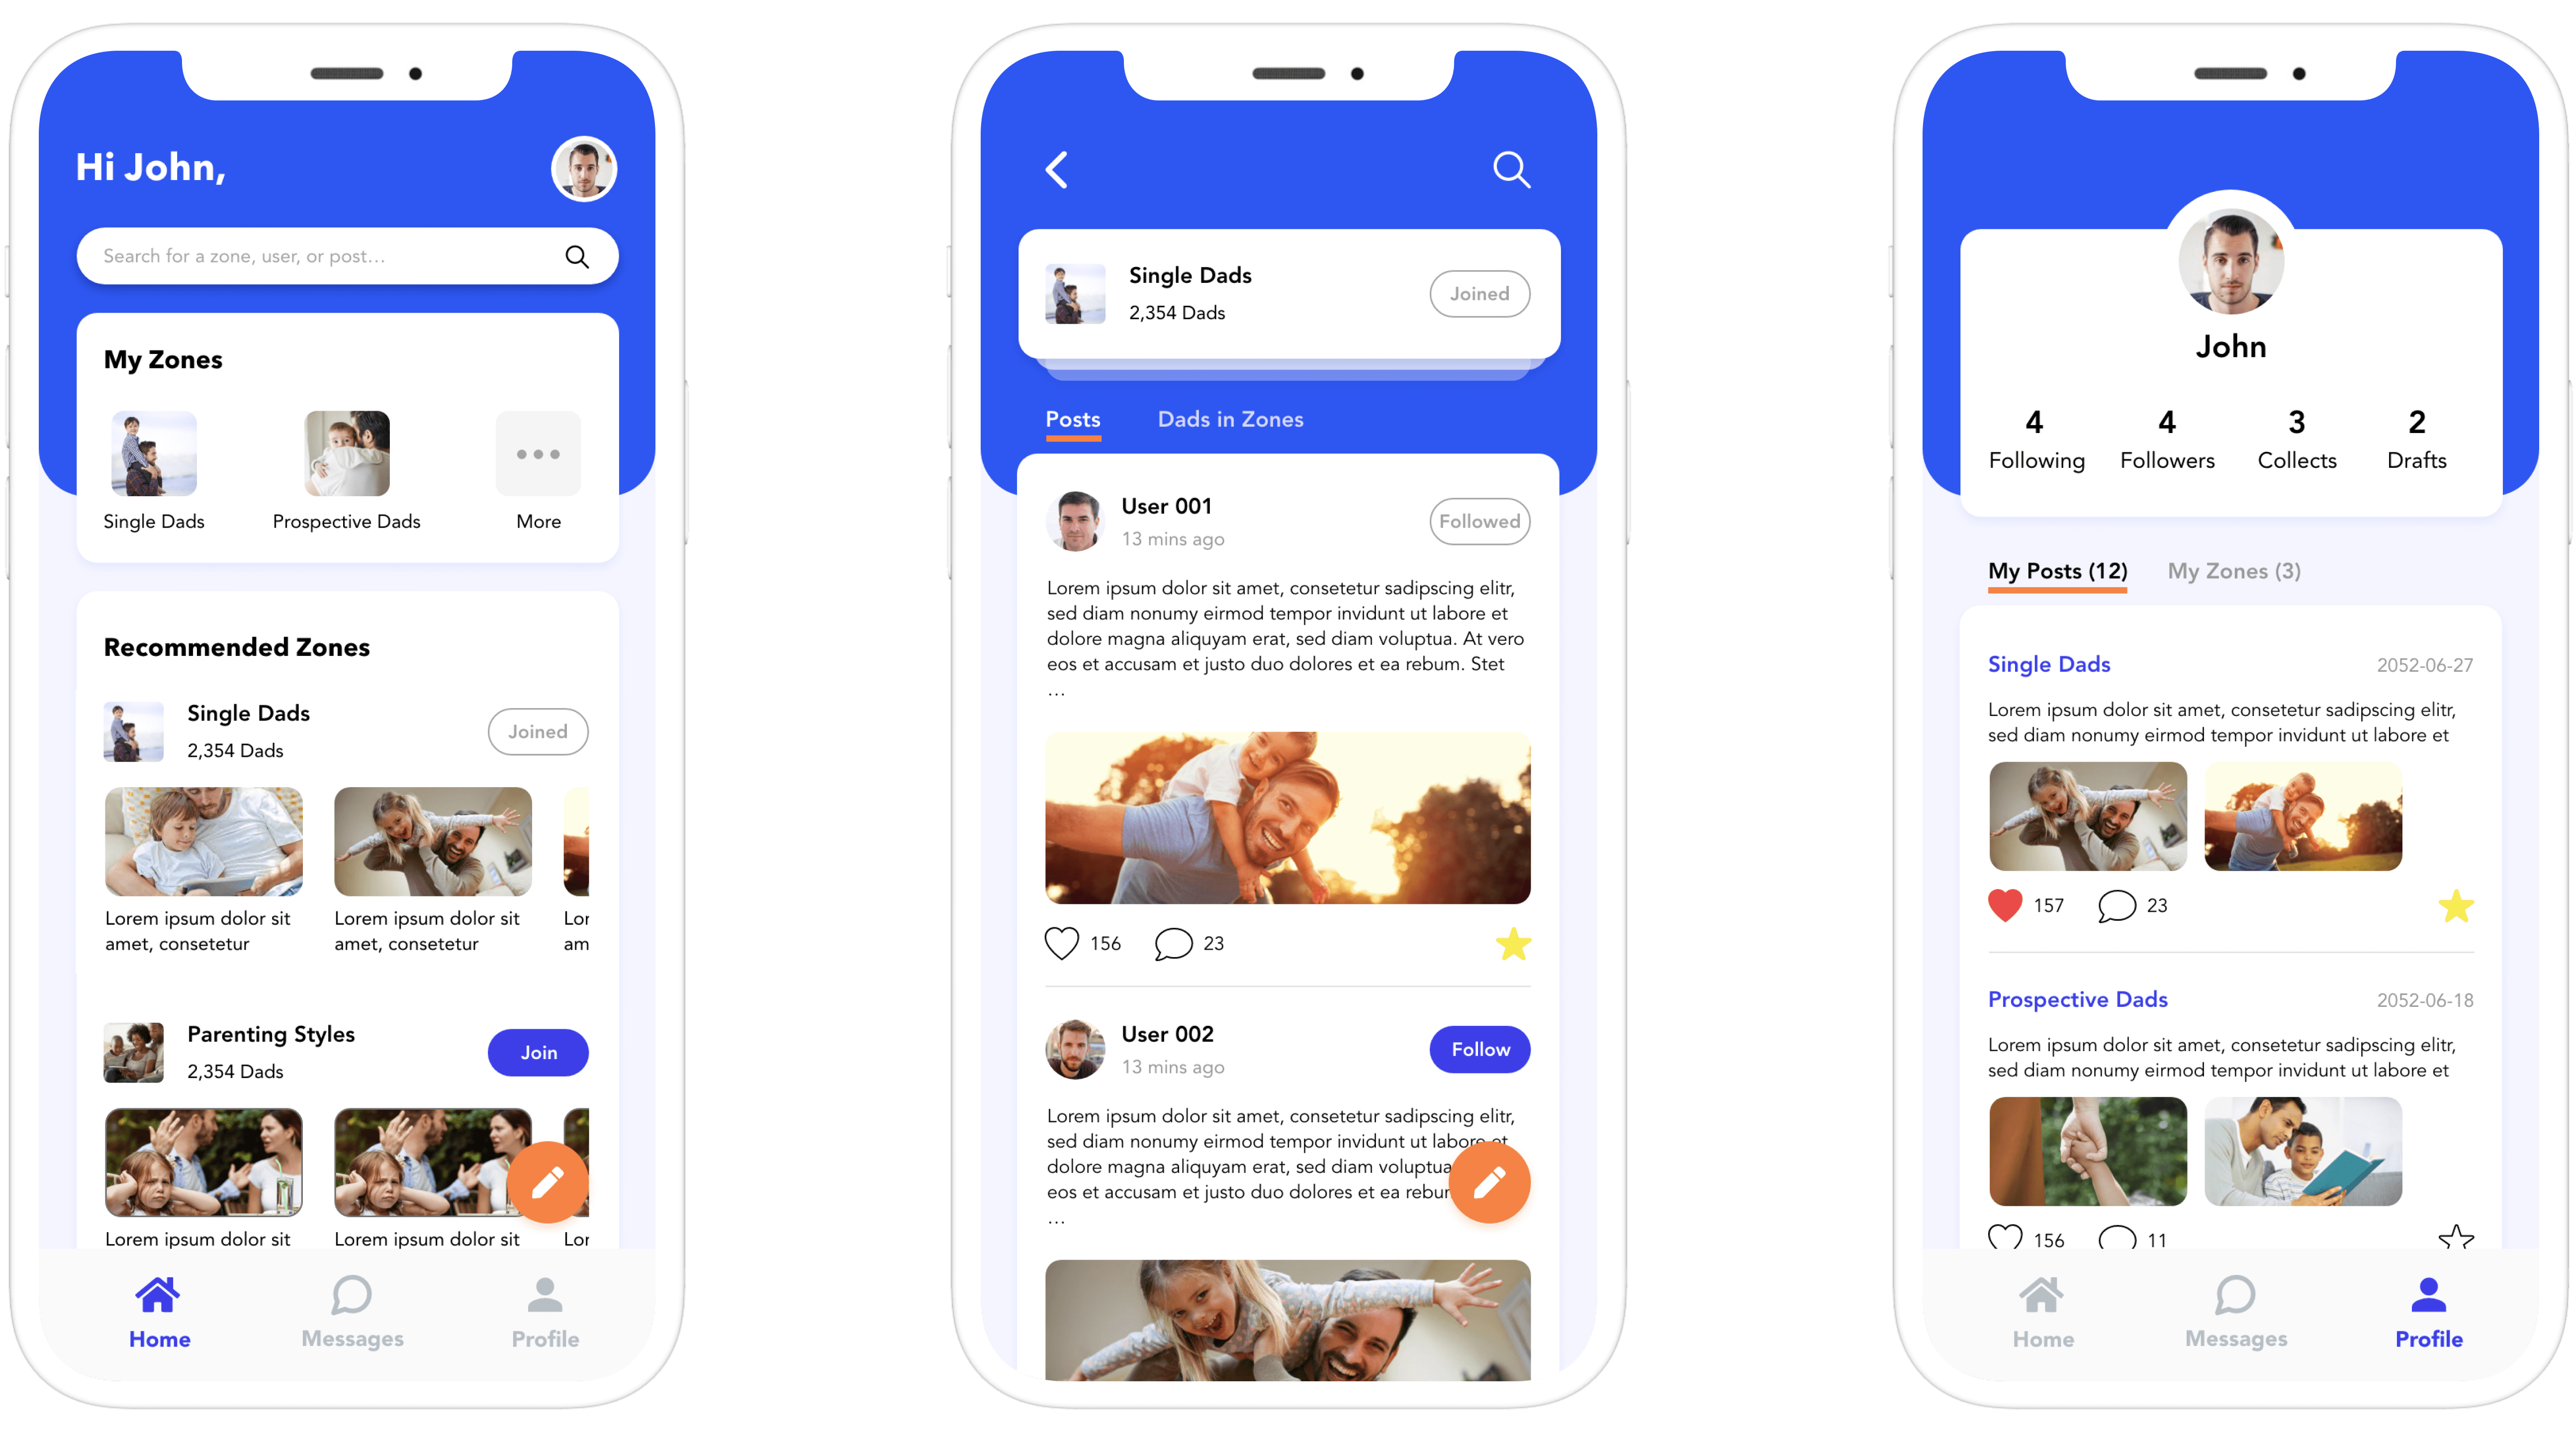 Hi John,
Search for a zone, user, or post...
My Zones
Single Dads
Prospective Dads
More
Recommended Zones
Single Dads
2,354 Dads
Joined
Lorem ipsum dolor sit
amet, consetetur
Lorem ipsum dolor sit
amet, consetetur
Lor
am
Parenting Styles
2,354 Dads
Join
Lorem ipsum dolor sit
Lorem ipsum dolor sit
Lor
Home
Messages
Profile
Single Dads
2,354 Dads
Joined
Posts
Dads in Zones
User 001
13 mins ago
Followed
Lorem ipsum dolor sit amet, consetetur sadipscing elitr,
sed diam nonumy eirmod tempor invidunt ut labore et
dolore magna aliquyam erat, sed diam voluptua. At vero
eos et accusam et justo duo dolores et ea rebum. Stet
...
156
23
User 002
13 mins ago
Follow
Lorem ipsum dolor sit amet, consetetur sadipscing elitr,
sed diam nonumy eirmod tempor invidunt ut labore et
dolore magna aliquyam erat, sed diam voluptua
eos et accusam et justo duo dolores et ea rebur
...
John
4
Following
4
Followers
3
Collects
2
Drafts
My Posts (12)
My Zones (3)
Single Dads
2052-06-27
Lorem ipsum dolor sit amet, consetetur sadipscing elitr,
sed diam nonumy eirmod tempor invidunt ut labore et
157
23
Prospective Dads
2052-06-18
Lorem ipsum dolor sit amet, consetetur sadipscing elitr,
sed diam nonumy eirmod tempor invidunt ut labore et
156
11
Home
Messages
Profile